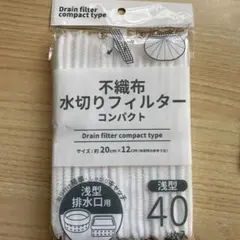 Drain filter
compact type
不織布
水切りフィルター
コンパクト
Drain filter compact type
サイズ：約20cm×12cm
浅型
排水口用
浅型
40
枚入